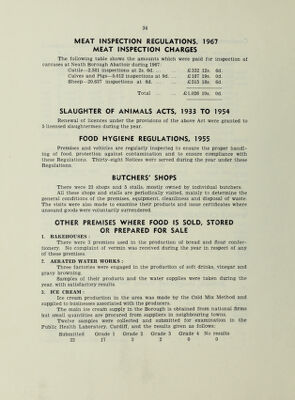 34
MEAT INSPECTION REGULATIONS, 1967
MEAT INSPECTION CHARGES
The following table shows the amounts which were paid for inspection of
carcases at Neath Borough Abattoir during 1967.
Cattle—2,581 inspections at 2s. 6d. ... £322 12s. 6d.
Calves and Pigs—5,012 inspections at 9d. ... £187 19s. 0d.
Sheep—20,627 inspections at 6d. ... £515 18s. 6d.
Total ... £1,026 10s. 0d.
SLAUGHTER OF ANIMALS ACTS, 1933 TO 1954
Renewal of licences under the provisions of the above Act were granted to
5 licensed slaughtermen during the year.
FOOD HYGIENE REGULATIONS, 1955
Premises and vehicles are regularly inspected to ensure the proper handl-
ing of food, protection against contamination and to ensure compliance with
these Regulations. Thirty-eight Notices were served during the year under these
Regulations.
BUTCHERS' SHOPS
There were 23 shops and 5 stalls, mostly owned by individual butchers.
All these shops and stalls are periodically visited, mainly to determine the
general conditions of the premises, equipment, cleanliness and disposal of waste.
The visits were also made to examine their products and issue certificates where
unsound goods were voluntarily surrendered.
OTHER PREMISES WHERE FOOD IS SOLD, STORED
OR PREPARED FOR SALE
1. BAKEHOUSES :
There were 3 premises used in the production of bread and flour confec-
tionery. No complaint of vermin was received during the year in respect of any
of these premises.
2. AERATED WATER WORKS :
Three factories were engaged in the production of soft drinks, vinegar and
gravy browning.
Samples of their products and the water supplies were taken during the
year, with satisfactory results.
3. ICE CREAM :
Ice cream production in the area was made by the Cold Mix Method and
supplied to businesses associated with the producers.
The main ice cream supply in the Borough is obtained from national firms
but small quantities are procured from suppliers in neighbouring towns.
Twelve samples were collected and submitted for examination in the
Public Health Laboratory, Cardiff, and the results given as follows:
Submitted Grade 1 Grade 2 Grade 3 Grade 4 No results
22 17 3 2 0 0